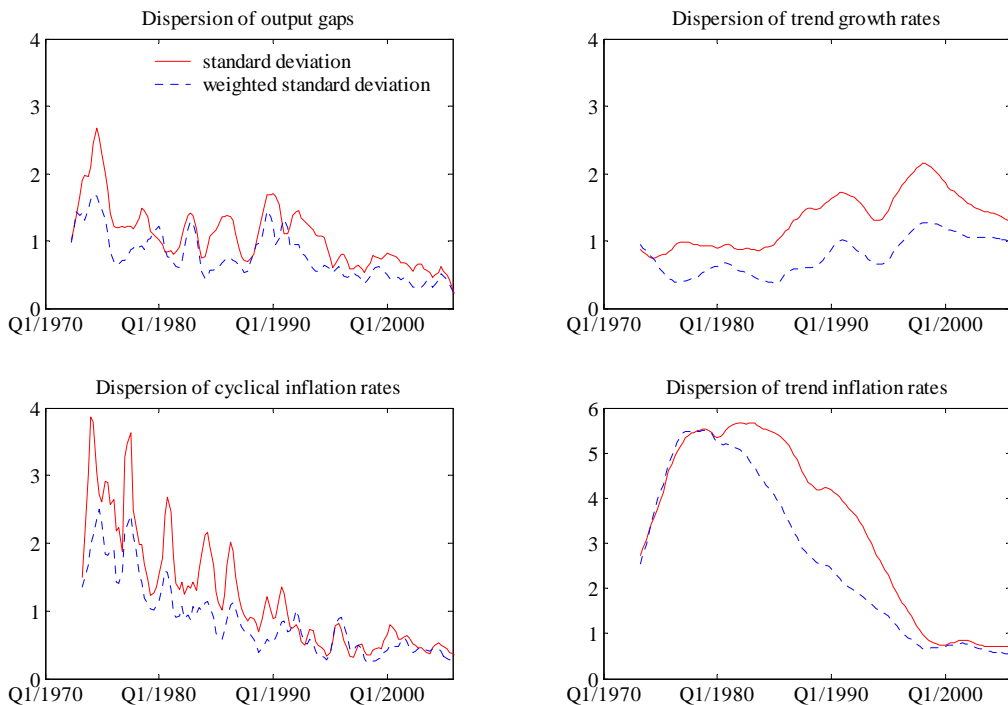 Dispersion of output gaps
4
3
2
1
0
Q1/1970
Q1/1980
Q1/1990
Q1/2000
standard deviation
weighted standard deviation
Dispersion of trend growth rates
4
3
2
1
0
Q1/1970
Q1/1980
Q1/1990
Q1/2000
Dispersion of cyclical inflation rates
4
3
2
1
0
Q1/1970
Q1/1980
Q1/1990
Q1/2000
Dispersion of trend inflation rates
6
5
4
3
2
1
0
Q1/1970
Q1/1980
Q1/1990
Q1/2000